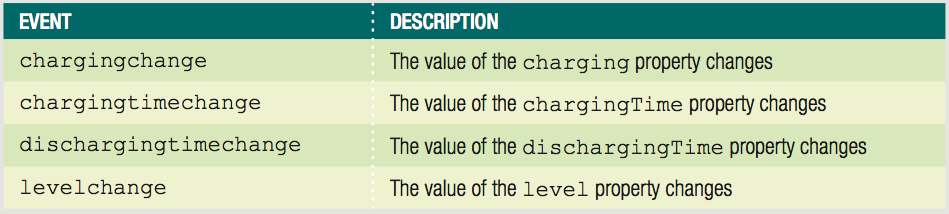 EVENT DESCRIPTION
chargingchange The value of the charging property changes
chargingtimechange The value of the chargingTime property changes
dischargingtimechange The value of the dischargingTime property changes
levelchange The value of the level property changes